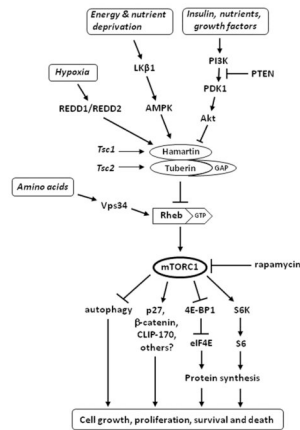 Energy & nutrient
deprivation
Insulin, nutrients,
growth factors
LKβ1
PI3K
PTEN
Hypoxia
PDK1
REDD1/REDD2
AMPK
Akt
Tsc1
Hamartin
Tsc2
Tuberin
GAP
Amino acids
Vps34
Rheb
GTP
mTORC1
rapamycin
autophagy
p27,
β-catenin,
CLIP-170,
others?
4E-BP1
S6K
eIF4E
S6
Protein synthesis
Cell growth, proliferation, survival and death